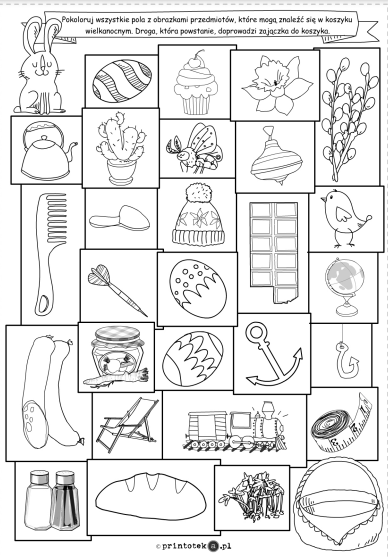 Pokoloruj wszystkie pola z obrazkami przedmiotów, które mogą znaleźć się w koszyku
wielkanocnym. Droga, która powstanie, doprowadzi zajączka do koszyka.
© printoteka.pl